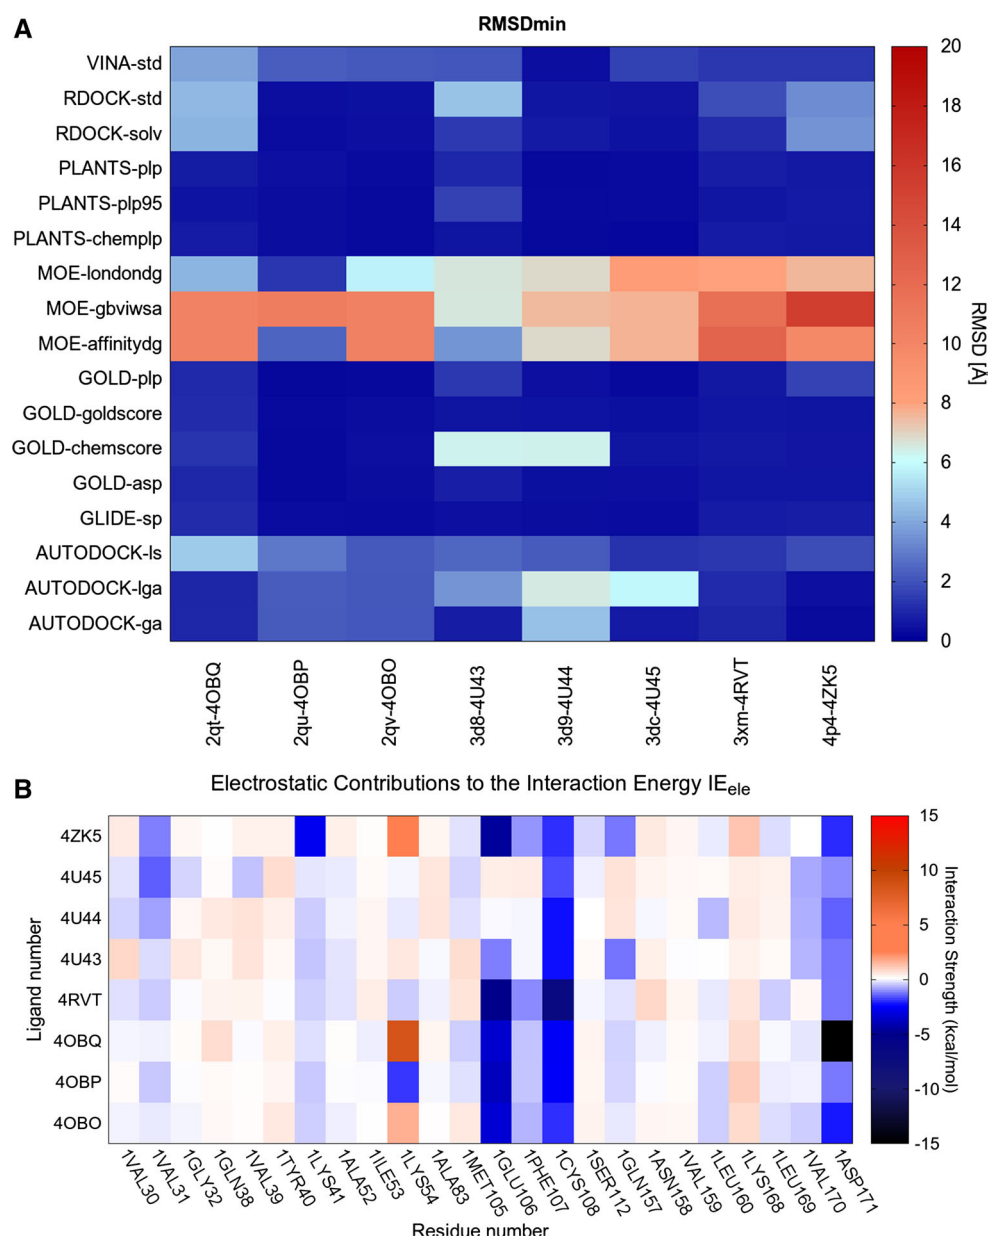 A
RMSDmin
VINA-std
RDOCK-std
RDOCK-solv
PLANTS-plp
PLANTS-plp95
PLANTS-chemplp
MOE-londondg
MOE-gbviwsa
MOE-affinitydg
GOLD-plp
GOLD-goldscore
GOLD-chemscore
GOLD-asp
GLIDE-sp
AUTODOCK-ls
AUTODOCK-lga
AUTODOCK-ga
2qt-4OBQ
2qu-4OBP
2qv-4OBO
3d8-4U43
3d9-4U44
3dc-4U45
3xm-4RVT
4p4-4ZK5
20
18
16
14
12
10
8
6
4
2
0
RMSD [Å]
B
Electrostatic Contributions to the Interaction Energy IEele
Ligand number
4ZK5
4U45
4U44
4U43
4RVT
4OBQ
4OBP
4OBO
1VAL30
1VAL31
1GLY32
1GLN38
1VAL39
1TYR40
1LYS41
1ALA52
1ILE53
1LYS54
1ALA83
1MET105
1GLU106
1PHE107
1CYS108
1SER112
1GLN157
1ASN158
1VAL159
1LEU160
1LYS168
1LEU169
1VAL170
1ASP171
Residue number
15
10
5
0
-5
-10
-15
Interaction Strength (kcal/mol)